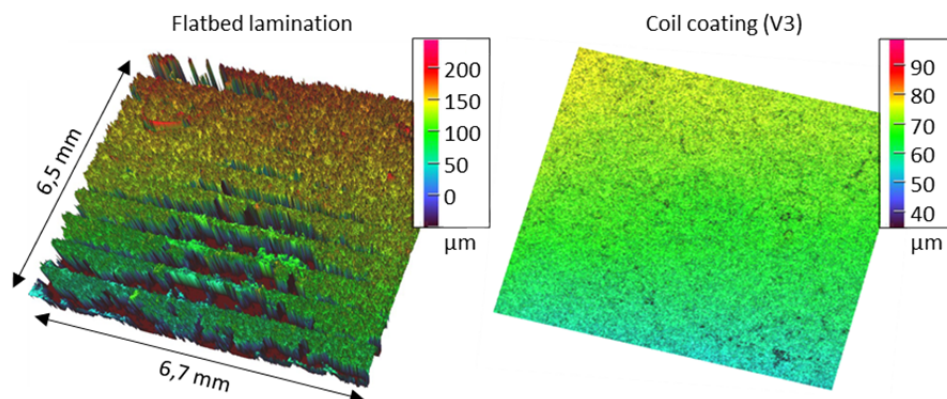 Flatbed lamination
Coil coating (V3)
200
150
100
50
0
µm
90
80
70
60
50
40
µm
6,5 mm
6,7 mm